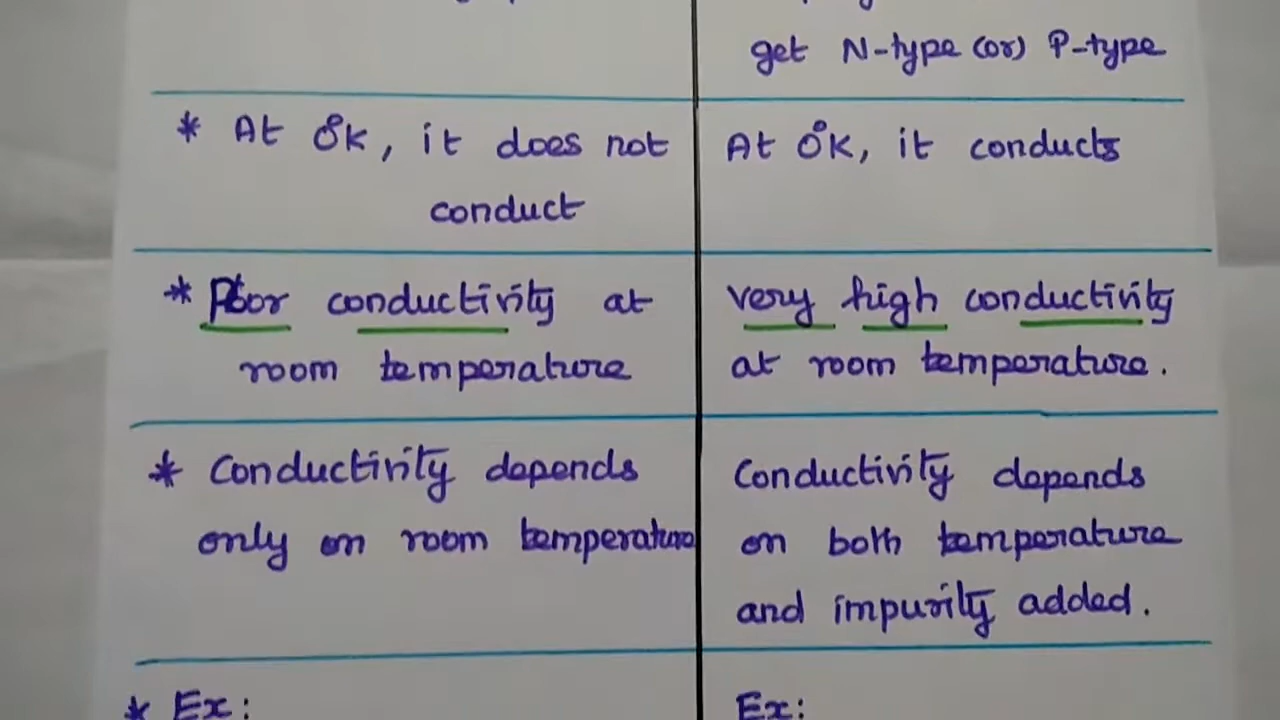 get N-type (or) P-type
* At 0°K, it does not
conduct
At 0°K, it conducts
* Poor conductivity at
room temperature
very high conductivity
at room temperature.
* Conductivity depends
only on room temperature
Conductivity depends
on both temperature
and impurity added.
* Ex:
Ex: